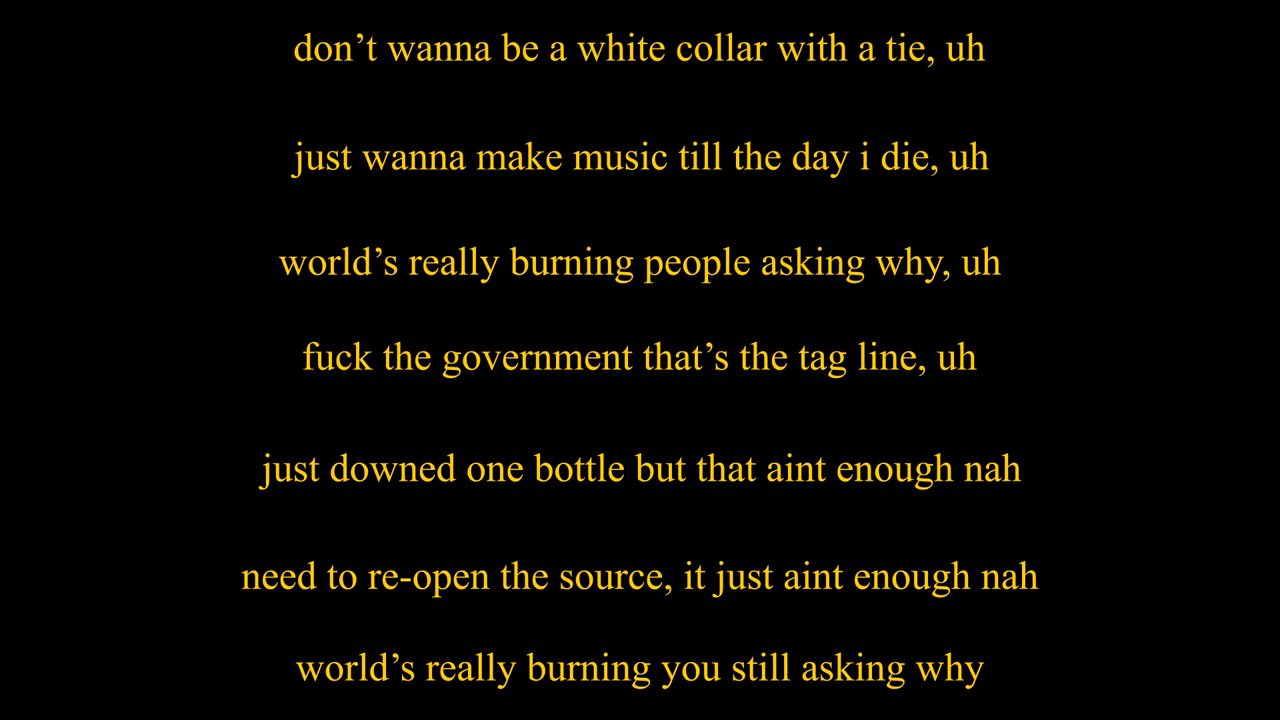 don’t wanna be a white collar with a tie, uh
just wanna make music till the day i die, uh
world’s really burning people asking why, uh
fuck the government that’s the tag line, uh
just downed one bottle but that aint enough nah
need to re-open the source, it just aint enough nah
world’s really burning you still asking why